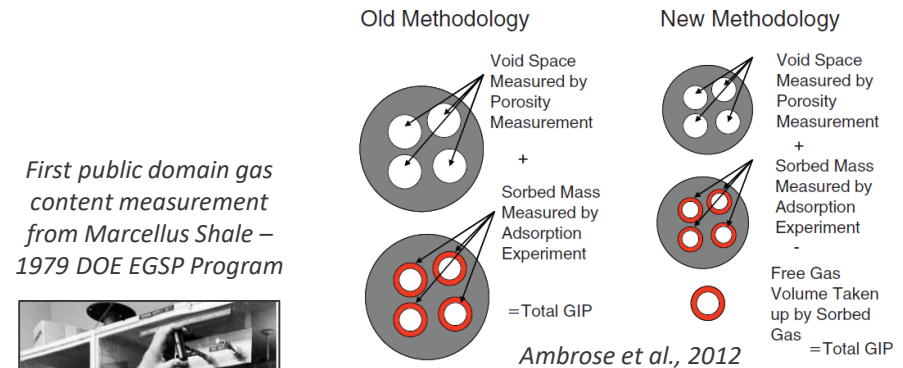 Old Methodology
New Methodology
Void Space
Measured by
Porosity
Measurement
+
Sorbed Mass
Measured by
Adsorption
Experiment
=Total GIP
Void Space
Measured by
Porosity
Measurement
+
Sorbed Mass
Measured by
Adsorption
Experiment
-
Free Gas
Volume Taken
up by Sorbed
Gas
=Total GIP
First public domain gas
content measurement
from Marcellus Shale –
1979 DOE EGSP Program
Ambrose et al., 2012